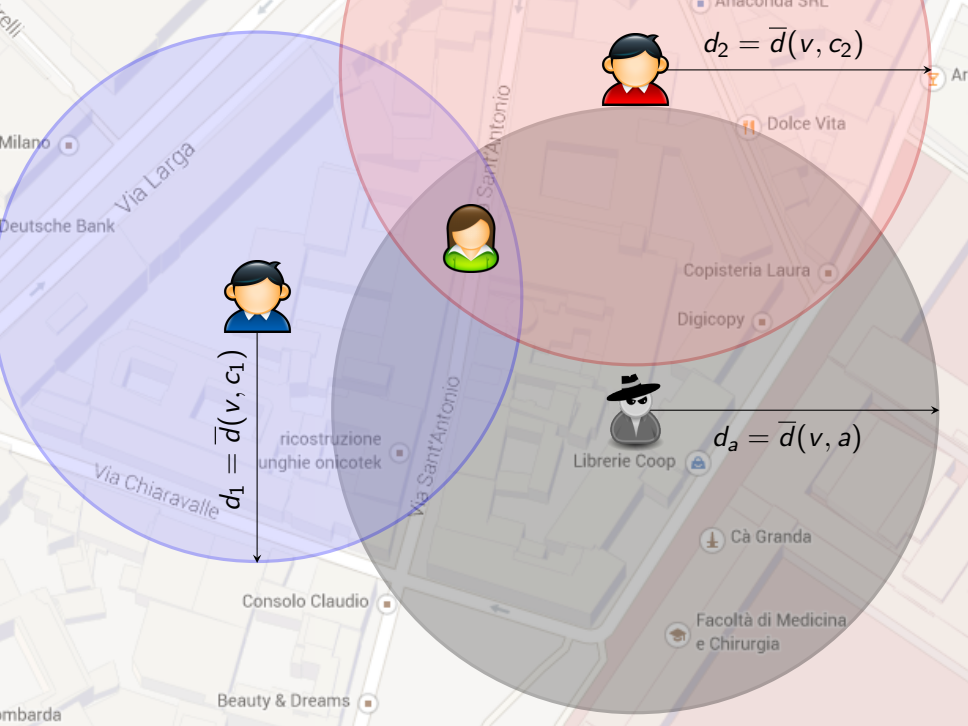 Anaconda SRL
d₂ = d̅(v, c₂)
Milano
Via Larga
Sant'Antonio
Dolce Vita
Deutsche Bank
Copisteria Laura
Digicopy
d₁ = d̅(v, c₁)
dₐ = d̅(v, a)
ricostruzione
unghie onicotek
Via Sant'Antonio
Librerie Coop
Via Chiaravalle
Cà Granda
Consolo Claudio
Facoltà di Medicina
e Chirurgia
Beauty & Dreams
ombarda